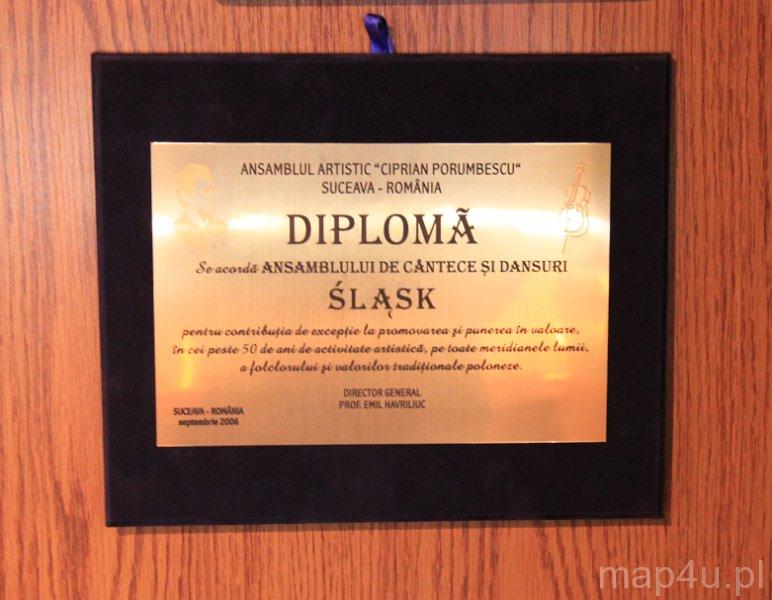 ANSAMBLUL ARTISTIC "CIPRIAN PORUMBESCU"
SUCEAVA - ROMÂNIA
DIPLOMĂ
Se acordă ANSAMBLULUI DE CÂNTECE ȘI DANSURI
ŚLĄSK
pentru contribuția de excepție la promovarea și punerea în valoare,
în cei peste 50 de ani de activitate artistică, pe toate meridianele lumii,
a folclorului și valorilor tradiționale poloneze.
DIRECTOR GENERAL
PROF. EMIL HAVRILIUC
SUCEAVA - ROMÂNIA
septembrie 2006
map4u.pl